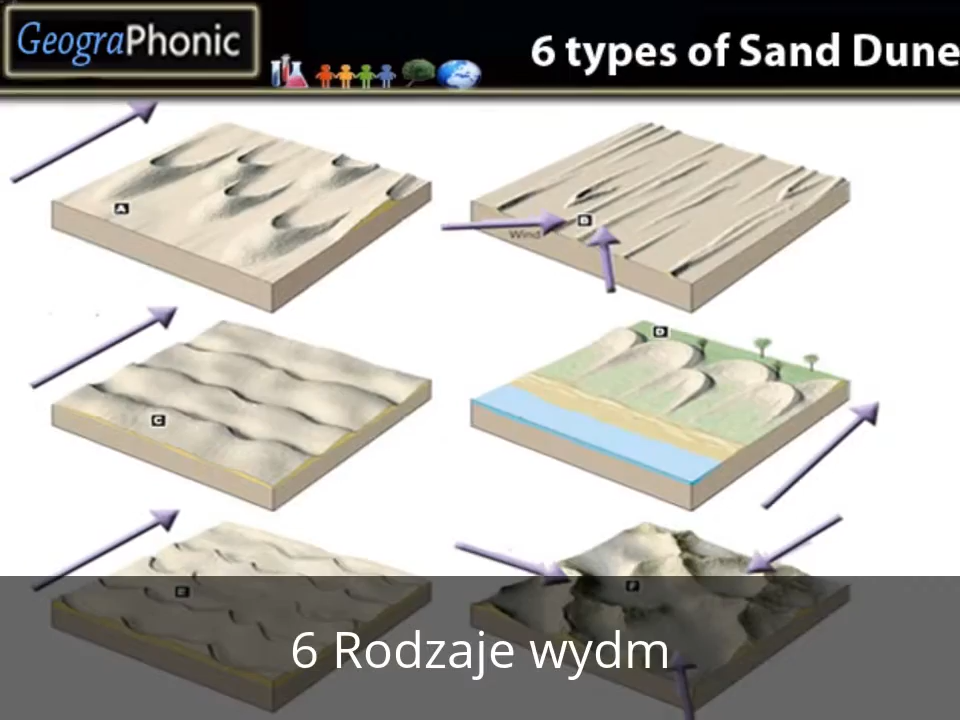 GeograPhonic
6 types of Sand Dune
A
B
Wind
C
D
E
F
6 Rodzaje wydm